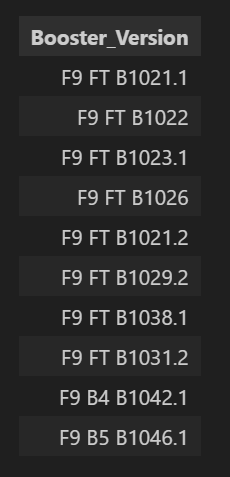 Booster_Version
F9 FT B1021.1
F9 FT B1022
F9 FT B1023.1
F9 FT B1026
F9 FT B1021.2
F9 FT B1029.2
F9 FT B1038.1
F9 FT B1031.2
F9 B4 B1042.1
F9 B5 B1046.1